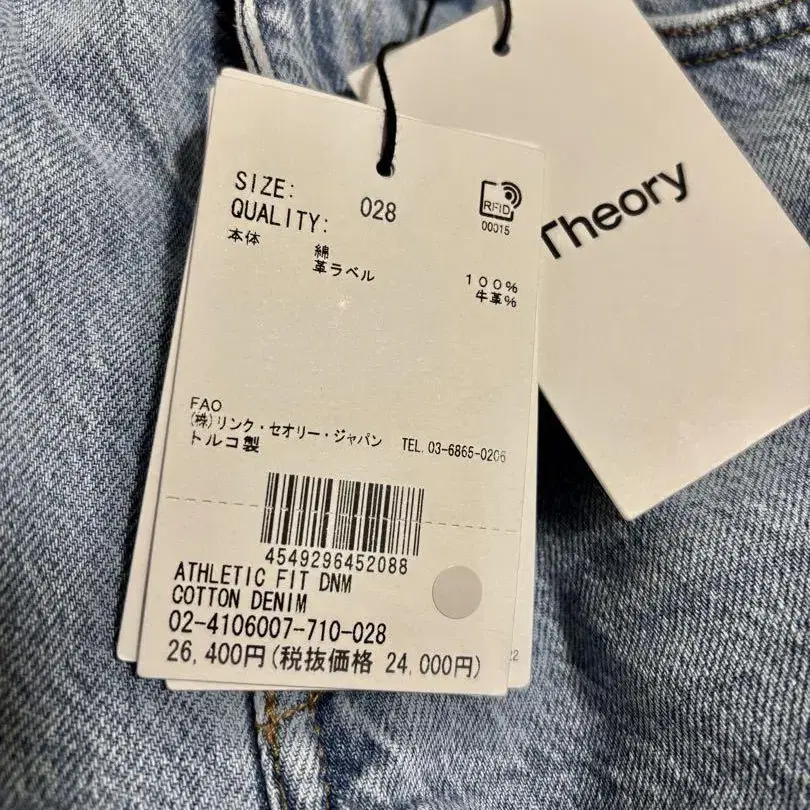 SIZE: 028
QUALITY:
RFID
00015
本体 綿 100%
革ラベル 牛革%
FAO
(株)リンク・セオリー・ジャパン TEL.03-6865-0206
トルコ製
4549296452088
ATHLETIC FIT DNM
COTTON DENIM
02-4106007-710-028
26,400円(税抜価格 24,000円)
22
Theory